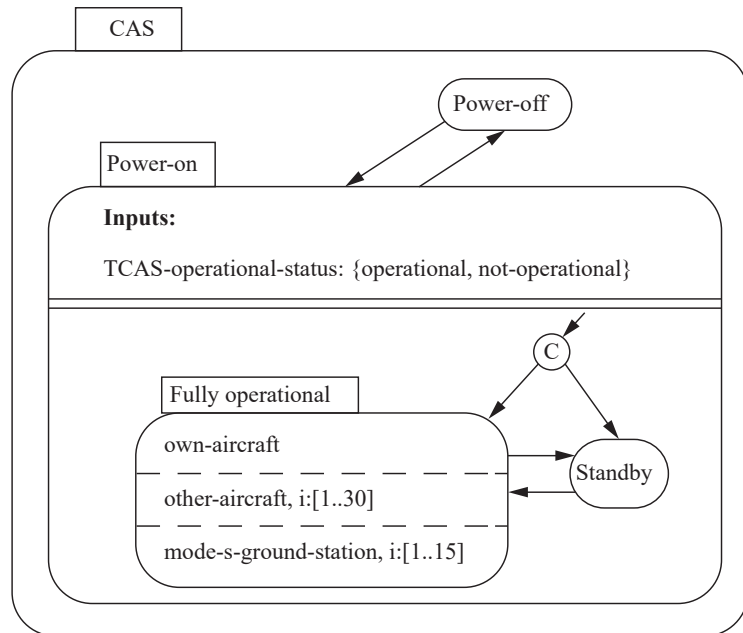 CAS
Power-off
Power-on
Inputs:
TCAS-operational-status: {operational, not-operational}
C
Fully operational
own-aircraft
Standby
other-aircraft, i:[1..30]
mode-s-ground-station, i:[1..15]